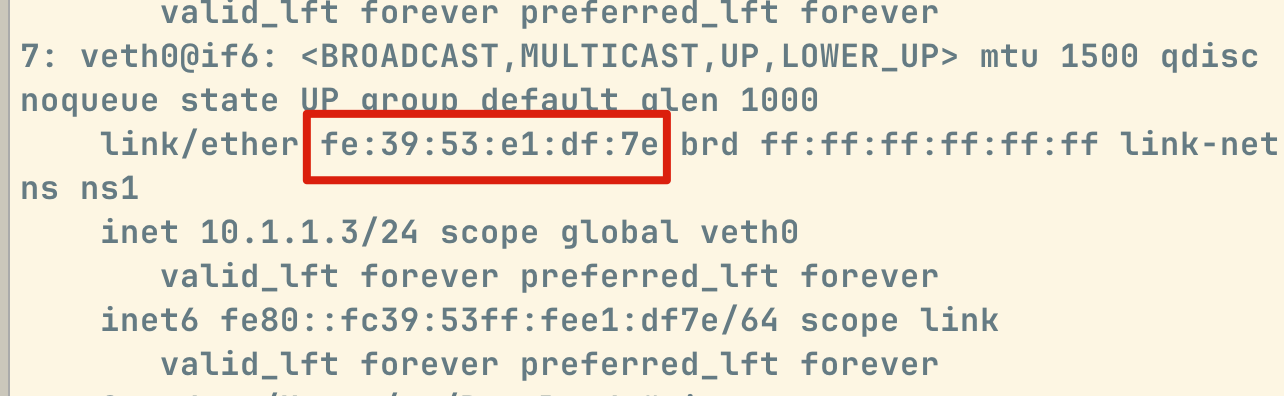 valid_lft forever preferred_lft forever
7: veth0@if6: <BROADCAST,MULTICAST,UP,LOWER_UP> mtu 1500 qdisc
noqueue state UP group default qlen 1000
link/ether fe:39:53:e1:df:7e brd ff:ff:ff:ff:ff:ff link-net
ns ns1
inet 10.1.1.3/24 scope global veth0
valid_lft forever preferred_lft forever
inet6 fe80::fc39:53ff:fee1:df7e/64 scope link
valid_lft forever preferred_lft forever